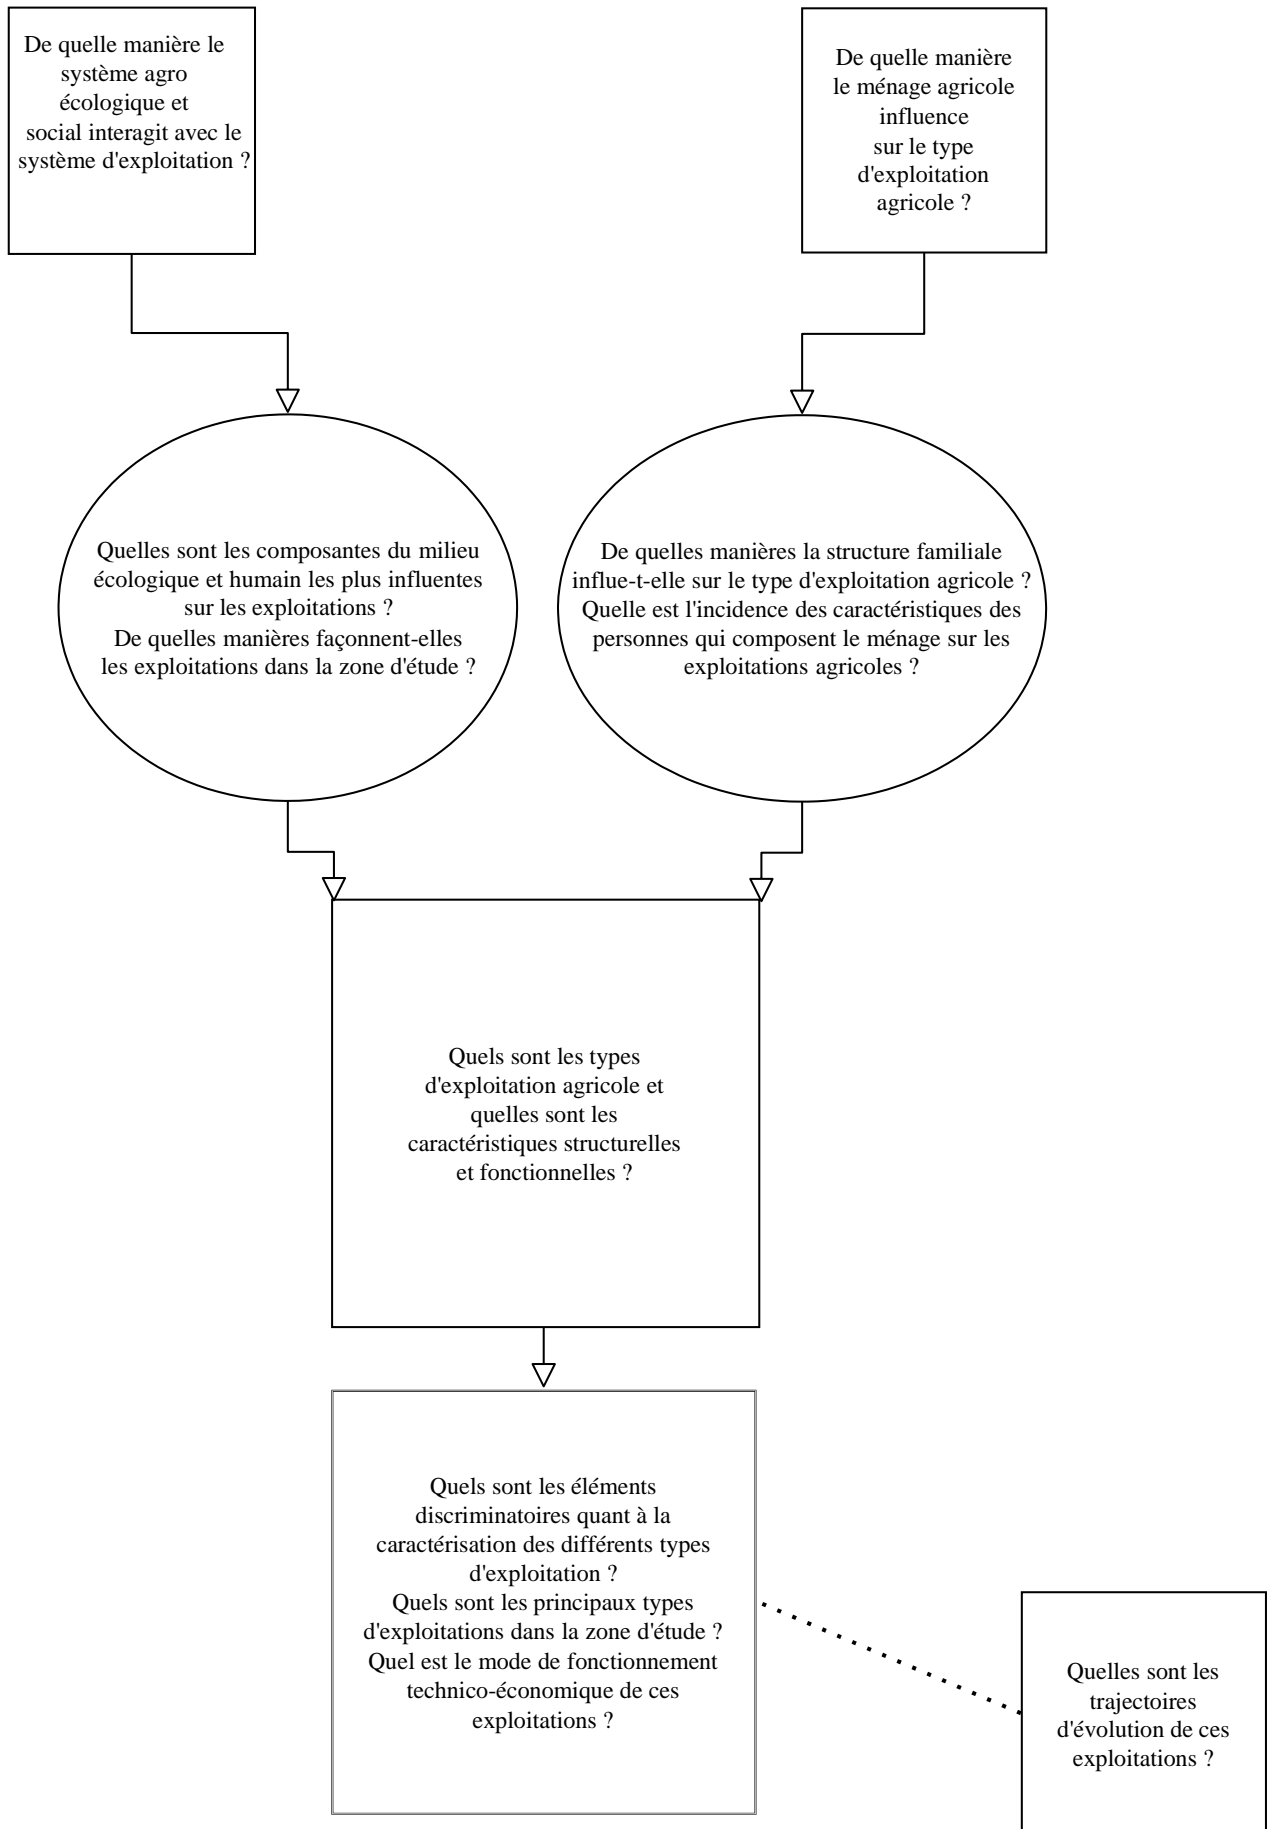 De quelle manière le
système agro
écologique et
social interagit avec le
système d'exploitation ?
De quelle manière
le ménage agricole
influence
sur le type
d'exploitation
agricole ?
Quelles sont les composantes du milieu
écologique et humain les plus influentes
sur les exploitations ?
De quelles manières façonnent-elles
les exploitations dans la zone d'étude ?
De quelles manières la structure familiale
influe-t-elle sur le type d'exploitation agricole ?
Quelle est l'incidence des caractéristiques des
personnes qui composent le ménage sur les
exploitations agricoles ?
Quels sont les types
d'exploitation agricole et
quelles sont les
caractéristiques structurelles
et fonctionnelles ?
Quels sont les éléments
discriminatoires quant à la
caractérisation des différents types
d'exploitation ?
Quels sont les principaux types
d'exploitations dans la zone d'étude ?
Quel est le mode de fonctionnement
technico-économique de ces
exploitations ?
Quelles sont les
trajectoires
d'évolution de ces
exploitations ?